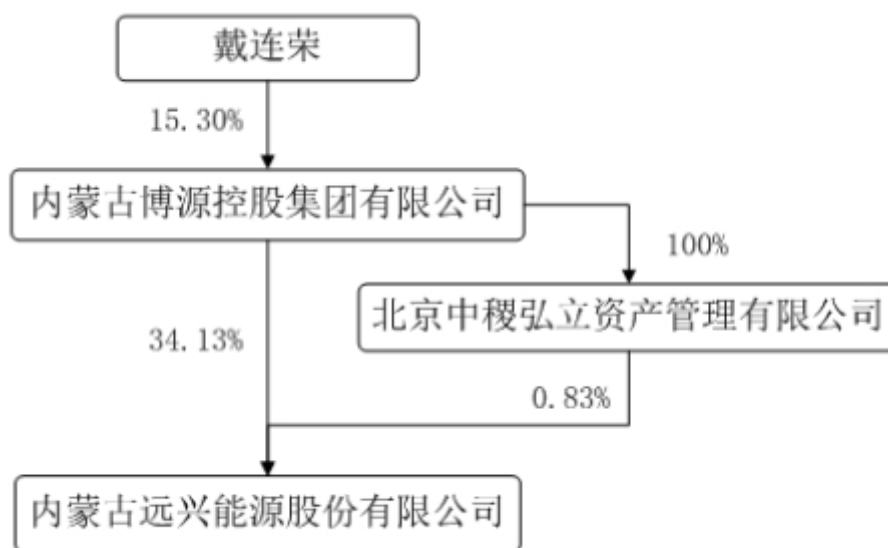 戴连荣
15.30%
内蒙古博源控股集团有限公司
100%
北京中稷弘立资产管理有限公司
34.13%
0.83%
内蒙古远兴能源股份有限公司